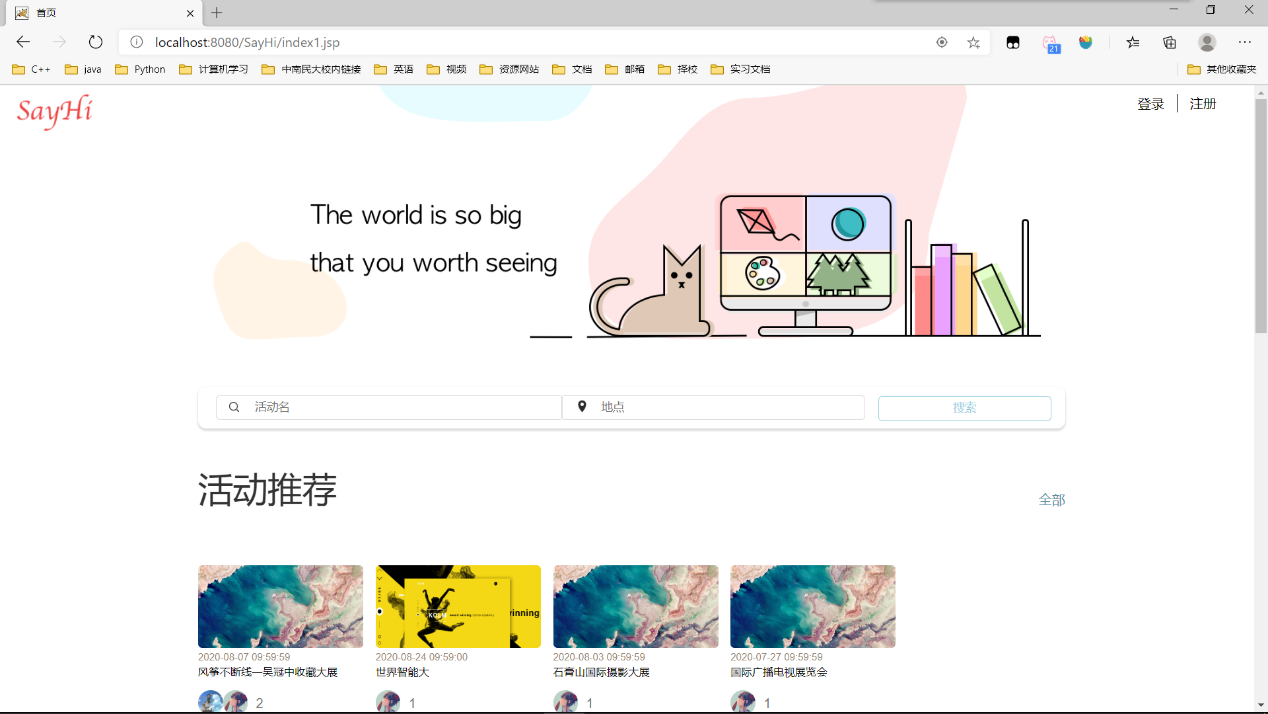 首页
localhost:8080/SayHi/index1.jsp
21
C++ java Python 计算机学习 中南民大校内链接 英语 视频 资源网站 文档 邮箱 择校 实习文档 其他收藏夹
SayHi
登录 注册
The world is so big
that you worth seeing
活动名 地点 搜索
活动推荐
全部
winning
2020-08-07 09:59:59 2020-08-24 09:59:00 2020-08-03 09:59:59 2020-07-27 09:59:59
风筝不断线—吴冠中收藏大展 世界智能大 石膏山国际摄影大展 国际广播电视展览会
2 1 1 1